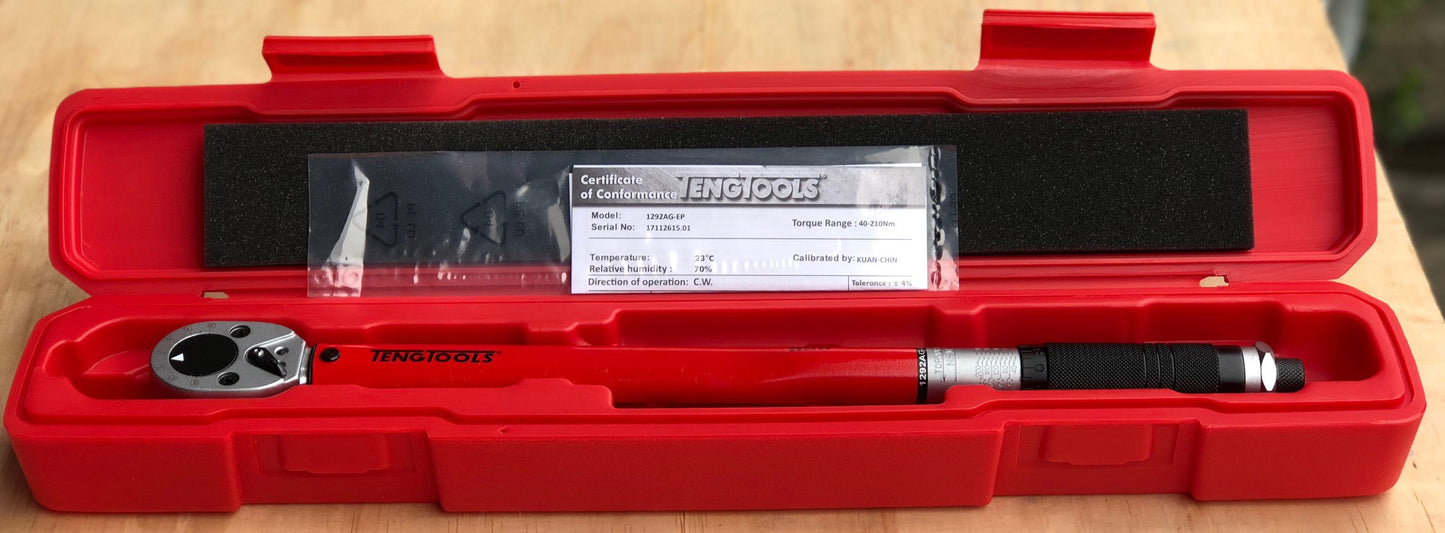 Certificate
of Conformance TENGTOOLS®
Model: 1292AG-EP
Serial No: 17112615.01
Torque Range : 40-210Nm
Temperature: 23°C
Relative humidity : 70%
Calibrated by: KUAN-CHIN
Direction of operation: C.W.
Tolerance : ± 4%
TENGTOOLS®
1292AG-